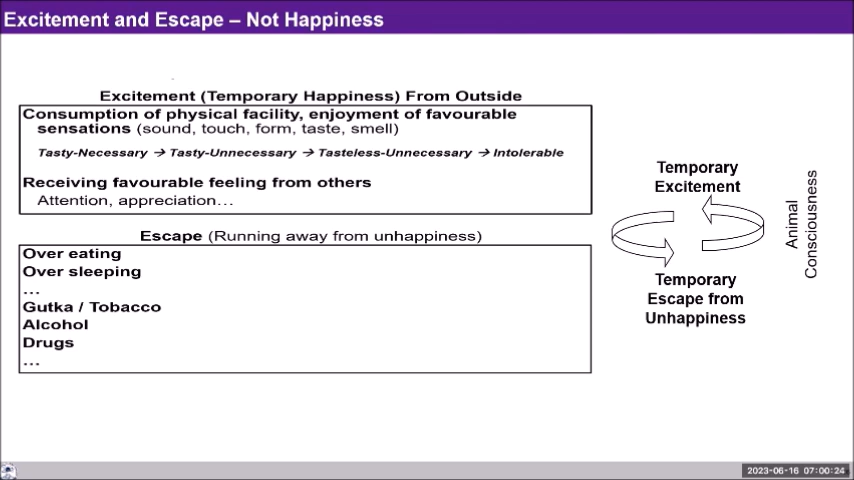 Excitement and Escape – Not Happiness
Excitement (Temporary Happiness) From Outside
Consumption of physical facility, enjoyment of favourable
sensations (sound, touch, form, taste, smell)
Tasty-Necessary → Tasty-Unnecessary → Tasteless-Unnecessary → Intolerable
Receiving favourable feeling from others
Attention, appreciation…
Escape (Running away from unhappiness)
Over eating
Over sleeping
…
Gutka / Tobacco
Alcohol
Drugs
…
Temporary
Excitement
Temporary
Escape from
Unhappiness
Animal
Consciousness
2023-06-16 07:00:24